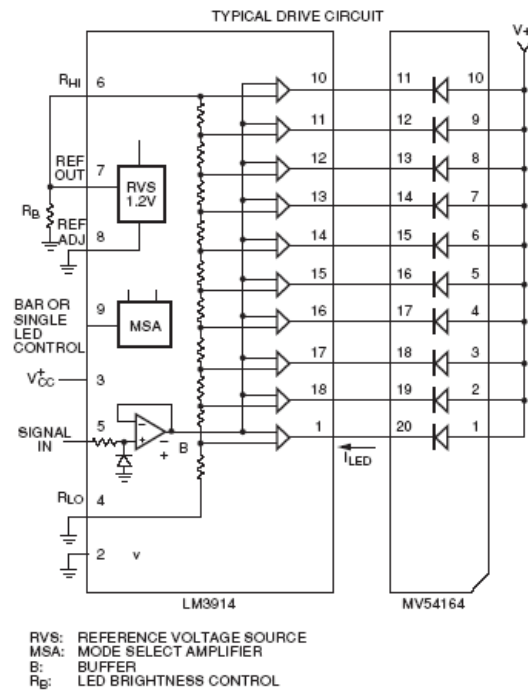 TYPICAL DRIVE CIRCUIT
V+
RHI 6
10 11 10
11 12 9
REF OUT 7
RVS 1.2V
12 13 8
RB
13 14 7
REF ADJ 8
14 15 6
15 16 5
BAR OR SINGLE LED CONTROL 9
MSA
16 17 4
17 18 3
V+CC 3
18 19 2
SIGNAL IN 5
− + − + B
1 20 1
ILED
RLO 4
2 v
LM3914
MV54164
RVS: REFERENCE VOLTAGE SOURCE
MSA: MODE SELECT AMPLIFIER
B: BUFFER
RB: LED BRIGHTNESS CONTROL